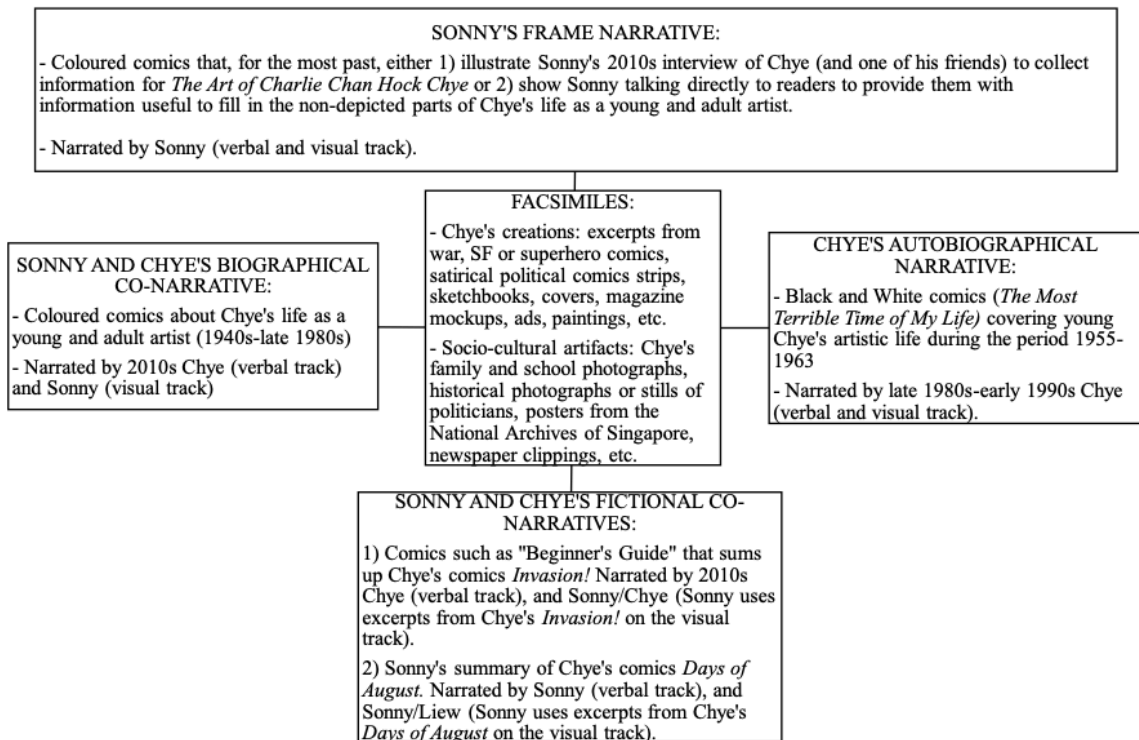 SONNY'S FRAME NARRATIVE:
- Coloured comics that, for the most past, either 1) illustrate Sonny's 2010s interview of Chye (and one of his friends) to collect
information for The Art of Charlie Chan Hock Chye or 2) show Sonny talking directly to readers to provide them with
information useful to fill in the non-depicted parts of Chye's life as a young and adult artist.
- Narrated by Sonny (verbal and visual track).
SONNY AND CHYE'S BIOGRAPHICAL
CO-NARRATIVE:
- Coloured comics about Chye's life as a
young and adult artist (1940s-late 1980s)
- Narrated by 2010s Chye (verbal track)
and Sonny (visual track)
FACSIMILES:
- Chye's creations: excerpts from
war, SF or superhero comics,
satirical political comics strips,
sketchbooks, covers, magazine
mockups, ads, paintings, etc.
- Socio-cultural artifacts: Chye's
family and school photographs,
historical photographs or stills of
politicians, posters from the
National Archives of Singapore,
newspaper clippings, etc.
CHYE'S AUTOBIOGRAPHICAL
NARRATIVE:
- Black and White comics (The Most
Terrible Time of My Life) covering young
Chye's artistic life during the period 1955-
1963
- Narrated by late 1980s-early 1990s Chye
(verbal and visual track).
SONNY AND CHYE'S FICTIONAL CO-
NARRATIVES:
1) Comics such as "Beginner's Guide" that sums
up Chye's comics Invasion! Narrated by 2010s
Chye (verbal track), and Sonny/Chye (Sonny uses
excerpts from Chye's Invasion! on the visual
track).
2) Sonny's summary of Chye's comics Days of
August. Narrated by Sonny (verbal track), and
Sonny/Liew (Sonny uses excerpts from Chye's
Days of August on the visual track).